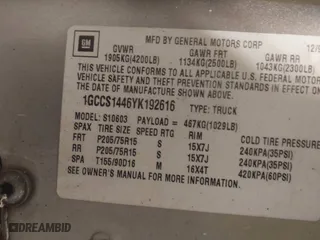 GM
MFD BY GENERAL MOTORS CORP 12/9
GVWR GAWR FRT GAWR RR
1905KG(4200LB) 1134KG(2500LB) 1043KG(2300LB)
THIS VEHICLE CONFORMS TO ALL APPLICABLE U.S. FEDERAL
MOTOR VEHICLE SAFETY AND THEFT PREVENTION STANDARDS
IN EFFECT ON THE DATE OF MANUFACTURE SHOWN ABOVE.
1GCCS1446YK192616 TYPE: TRUCK
MODEL: S10603 PAYLOAD = 467KG(1029LB)
SPAX TIRE SIZE SPEED RTG RIM COLD TIRE PRESSURE
FRT P205/75R15 S 15X7J 240KPA(35PSI)
RR P205/75R15 S 15X7J 240KPA(35PSI)
SPA T155/90D16 M 16X4T 420KPA(60PSI)
SEE OWNER'S MANUAL FOR MORE INFORMATION.
© DREAMBID